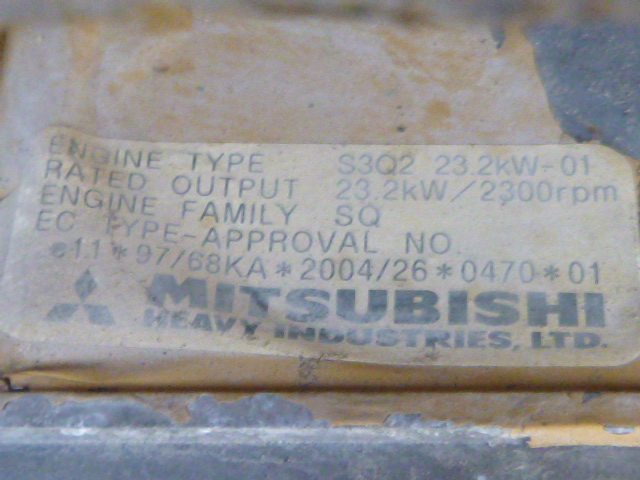 ENGINE TYPE S3Q2 23.2kW-01
RATED OUTPUT 23.2kW/2300rpm
ENGINE FAMILY SQ
EC TYPE-APPROVAL NO.
e11*97/68KA*2004/26*0470*01
MITSUBISHI
HEAVY INDUSTRIES, LTD.